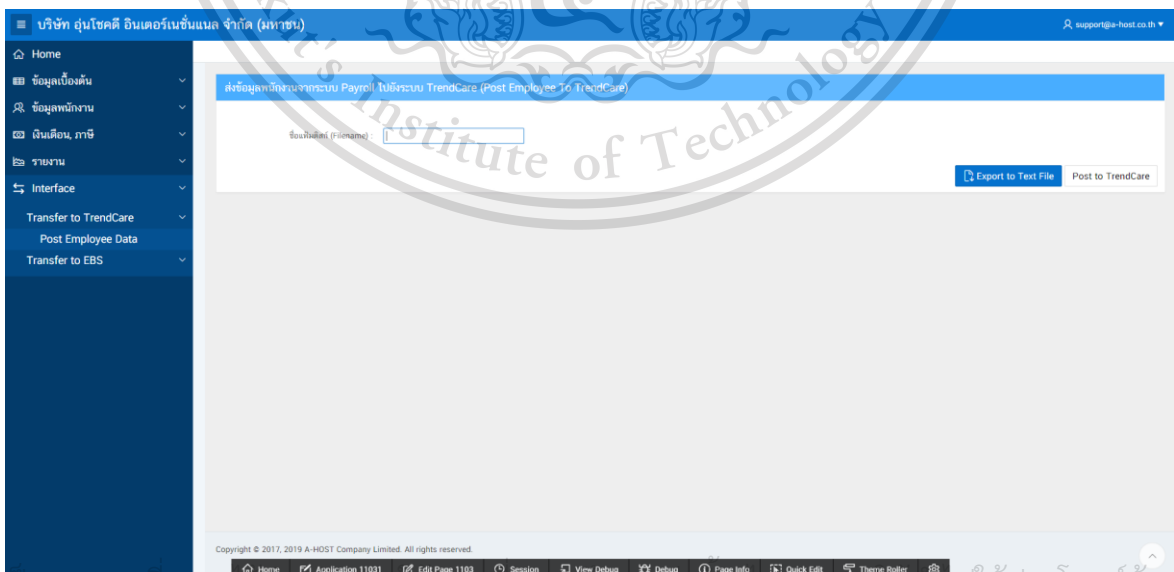 บริษัท อุ่นโชคดี อินเตอร์เนชั่นแนล จำกัด (มหาชน)
support@a-host.co.th
Home
ข้อมูลเบื้องต้น
ข้อมูลพนักงาน
เงินเดือน, ภาษี
รายงาน
Interface
Transfer to TrendCare
Post Employee Data
Transfer to EBS
ส่งข้อมูลพนักงานจากระบบ Payroll ไปยังระบบ TrendCare (Post Employee To TrendCare)
ชื่อแฟ้มดิสก์ (Filename) :
Export to Text File Post to TrendCare
Institute of Technology
Copyright © 2017, 2019 A-HOST Company Limited. All rights reserved.
Home Application 11031 Edit Page 1103 Session View Debug Debug Page Info Quick Edit Theme Roller